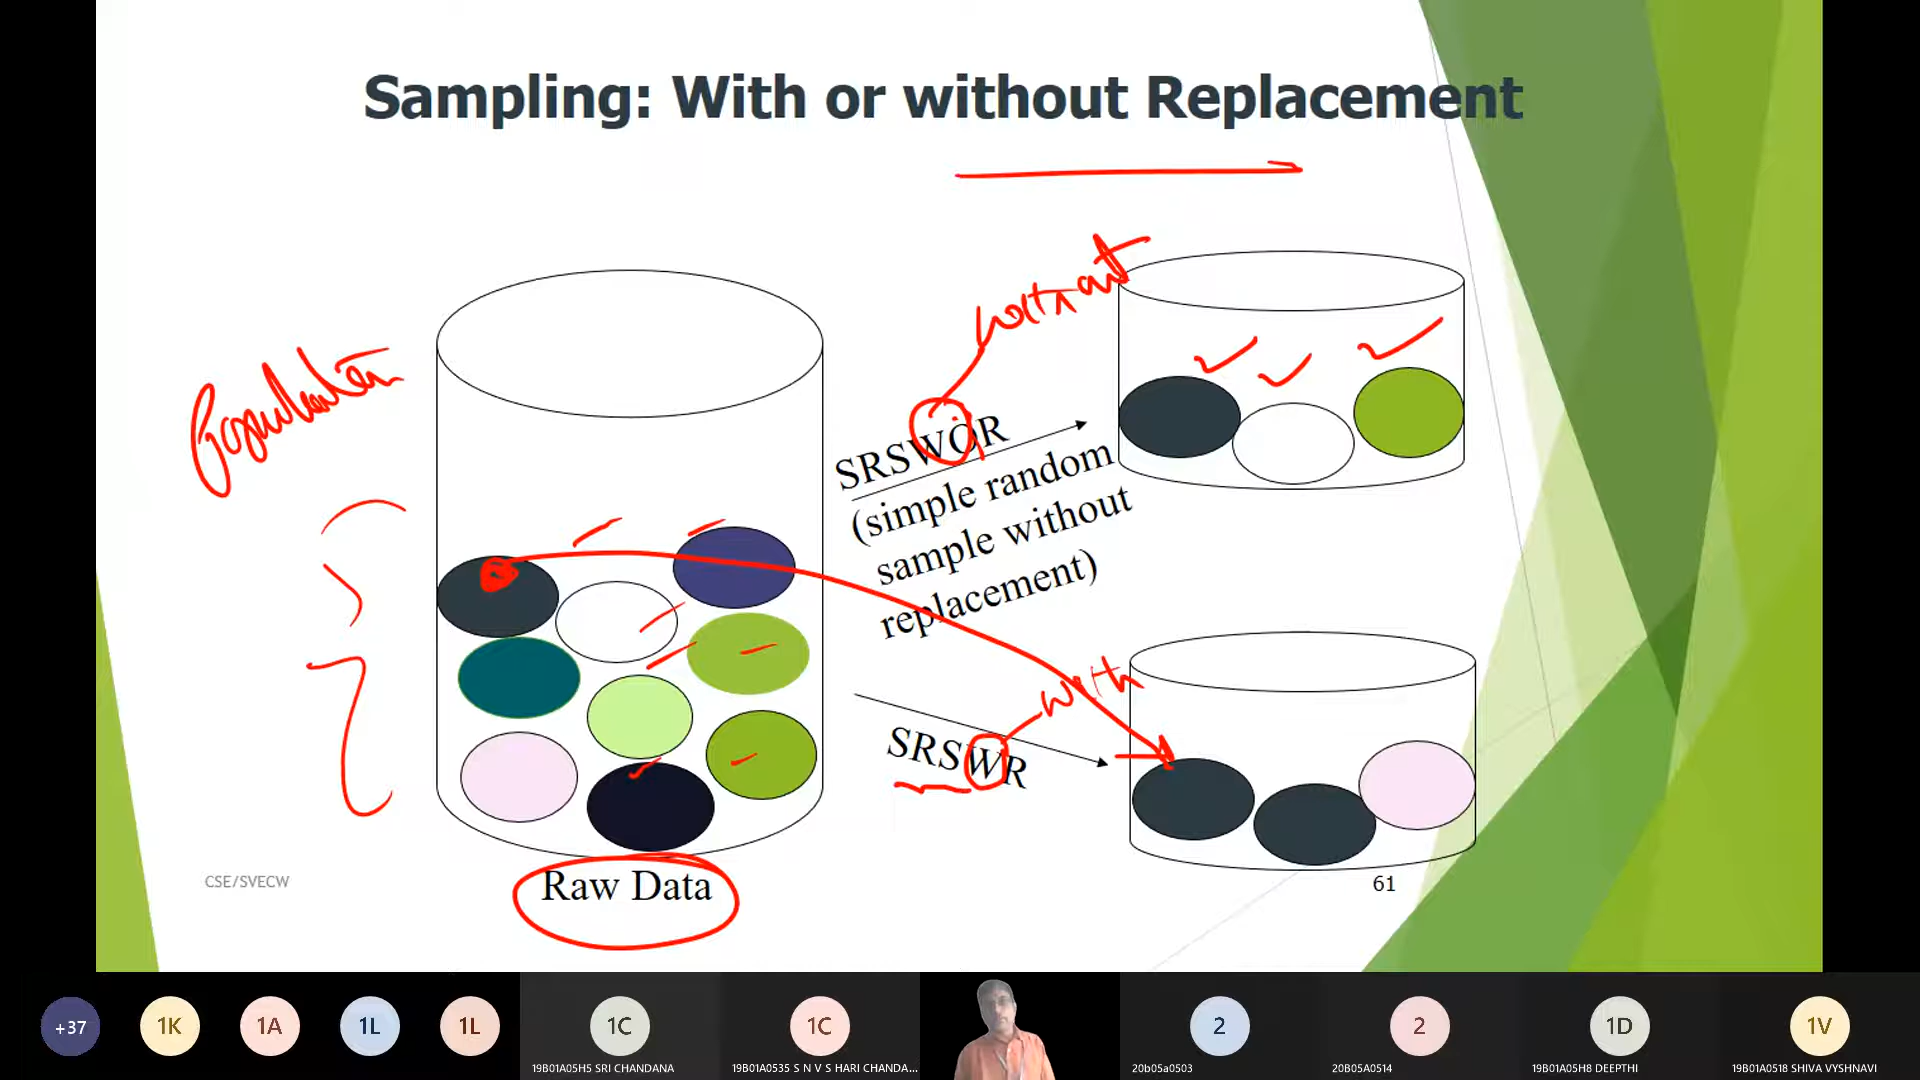 Sampling: With or without Replacement
Population
without
SRSWOR
(simple random
sample without
replacement)
with
SRSWR
Raw Data
CSE/SVECW
61
+37
1K
1A
1L
1L
1C
1C
2
2
1D
1V
19B01A05H5 SRI CHANDANA
19B01A0535 S N V S HARI CHANDA...
20b05a0503
20B05A0514
19B01A05H8 DEEPTHI
19B01A0518 SHIVA VYSHNAVI